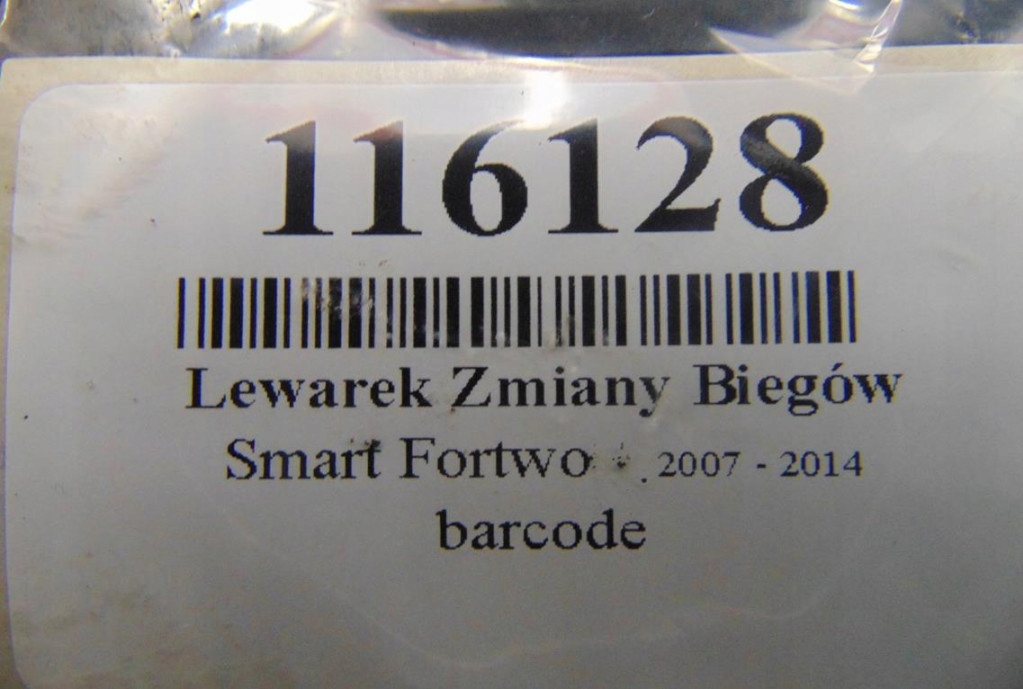 116128
Lewarek Zmiany Biegów
Smart Fortwo 2007 - 2014
barcode